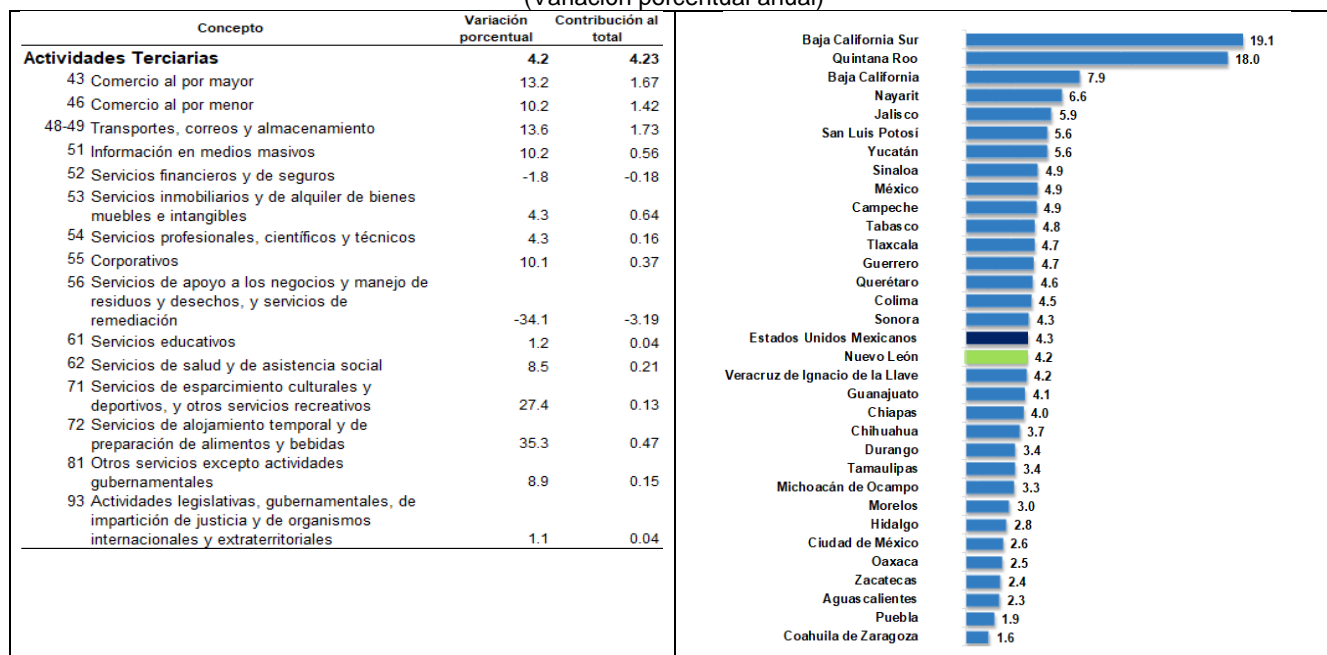 (Variación porcentual anual)
Concepto Variación porcentual Contribución al total
Actividades Terciarias 4.2 4.23
43 Comercio al por mayor 13.2 1.67
46 Comercio al por menor 10.2 1.42
48-49 Transportes, correos y almacenamiento 13.6 1.73
51 Información en medios masivos 10.2 0.56
52 Servicios financieros y de seguros -1.8 -0.18
53 Servicios inmobiliarios y de alquiler de bienes
muebles e intangibles 4.3 0.64
54 Servicios profesionales, científicos y técnicos 4.3 0.16
55 Corporativos 10.1 0.37
56 Servicios de apoyo a los negocios y manejo de
residuos y desechos, y servicios de
remediación -34.1 -3.19
61 Servicios educativos 1.2 0.04
62 Servicios de salud y de asistencia social 8.5 0.21
71 Servicios de esparcimiento culturales y
deportivos, y otros servicios recreativos 27.4 0.13
72 Servicios de alojamiento temporal y de
preparación de alimentos y bebidas 35.3 0.47
81 Otros servicios excepto actividades
gubernamentales 8.9 0.15
93 Actividades legislativas, gubernamentales, de
impartición de justicia y de organismos
internacionales y extraterritoriales 1.1 0.04
Baja California Sur 19.1
Quintana Roo 18.0
Baja California 7.9
Nayarit 6.6
Jalisco 5.9
San Luis Potosí 5.6
Yucatán 5.6
Sinaloa 4.9
México 4.9
Campeche 4.9
Tabasco 4.8
Tlaxcala 4.7
Guerrero 4.7
Querétaro 4.6
Colima 4.5
Sonora 4.3
Estados Unidos Mexicanos 4.3
Nuevo León 4.2
Veracruz de Ignacio de la Llave 4.2
Guanajuato 4.1
Chiapas 4.0
Chihuahua 3.7
Durango 3.4
Tamaulipas 3.4
Michoacán de Ocampo 3.3
Morelos 3.0
Hidalgo 2.8
Ciudad de México 2.6
Oaxaca 2.5
Zacatecas 2.4
Aguascalientes 2.3
Puebla 1.9
Coahuila de Zaragoza 1.6